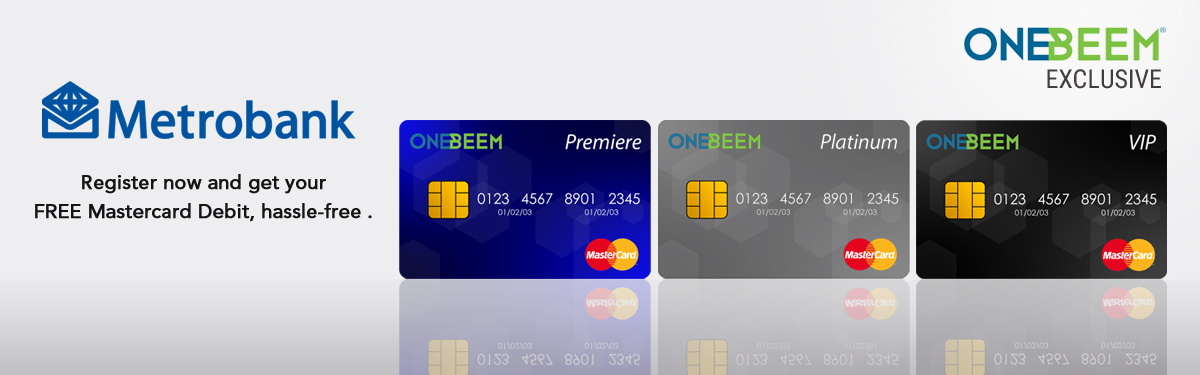 ONEBEEM®
EXCLUSIVE
Metrobank
Register now and get your
FREE Mastercard Debit, hassle-free .
ONEBEEM Premiere
0123 4567 8901 2345
01/02/03 01/02/03
MasterCard
ONEBEEM Platinum
0123 4567 8901 2345
01/02/03 01/02/03
MasterCard
ONEBEEM VIP
0123 4567 8901 2345
01/02/03 01/02/03
MasterCard